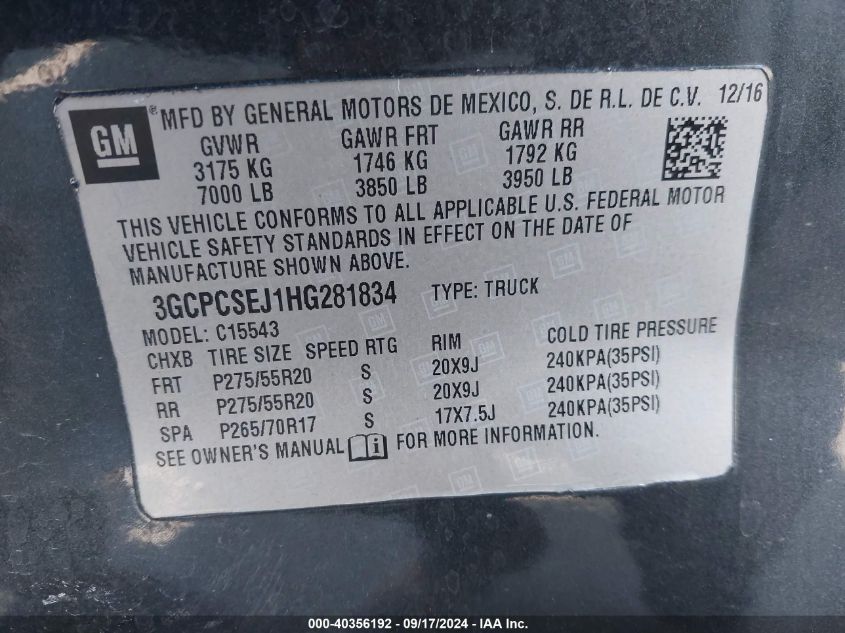 GM ® MFD BY GENERAL MOTORS DE MEXICO, S. DE R.L. DE C.V. 12/16
GVWR GAWR FRT GAWR RR
3175 KG 1746 KG 1792 KG
7000 LB 3850 LB 3950 LB
THIS VEHICLE CONFORMS TO ALL APPLICABLE U.S. FEDERAL MOTOR
VEHICLE SAFETY STANDARDS IN EFFECT ON THE DATE OF
MANUFACTURE SHOWN ABOVE.
3GCPCSEJ1HG281834 TYPE: TRUCK
MODEL: C15543
CHXB TIRE SIZE SPEED RTG RIM COLD TIRE PRESSURE
FRT P275/55R20 S 20X9J 240KPA(35PSI)
RR P275/55R20 S 20X9J 240KPA(35PSI)
SPA P265/70R17 S 17X7.5J 240KPA(35PSI)
SEE OWNER'S MANUAL i FOR MORE INFORMATION.
000-40356192 - 09/17/2024 - IAA Inc.